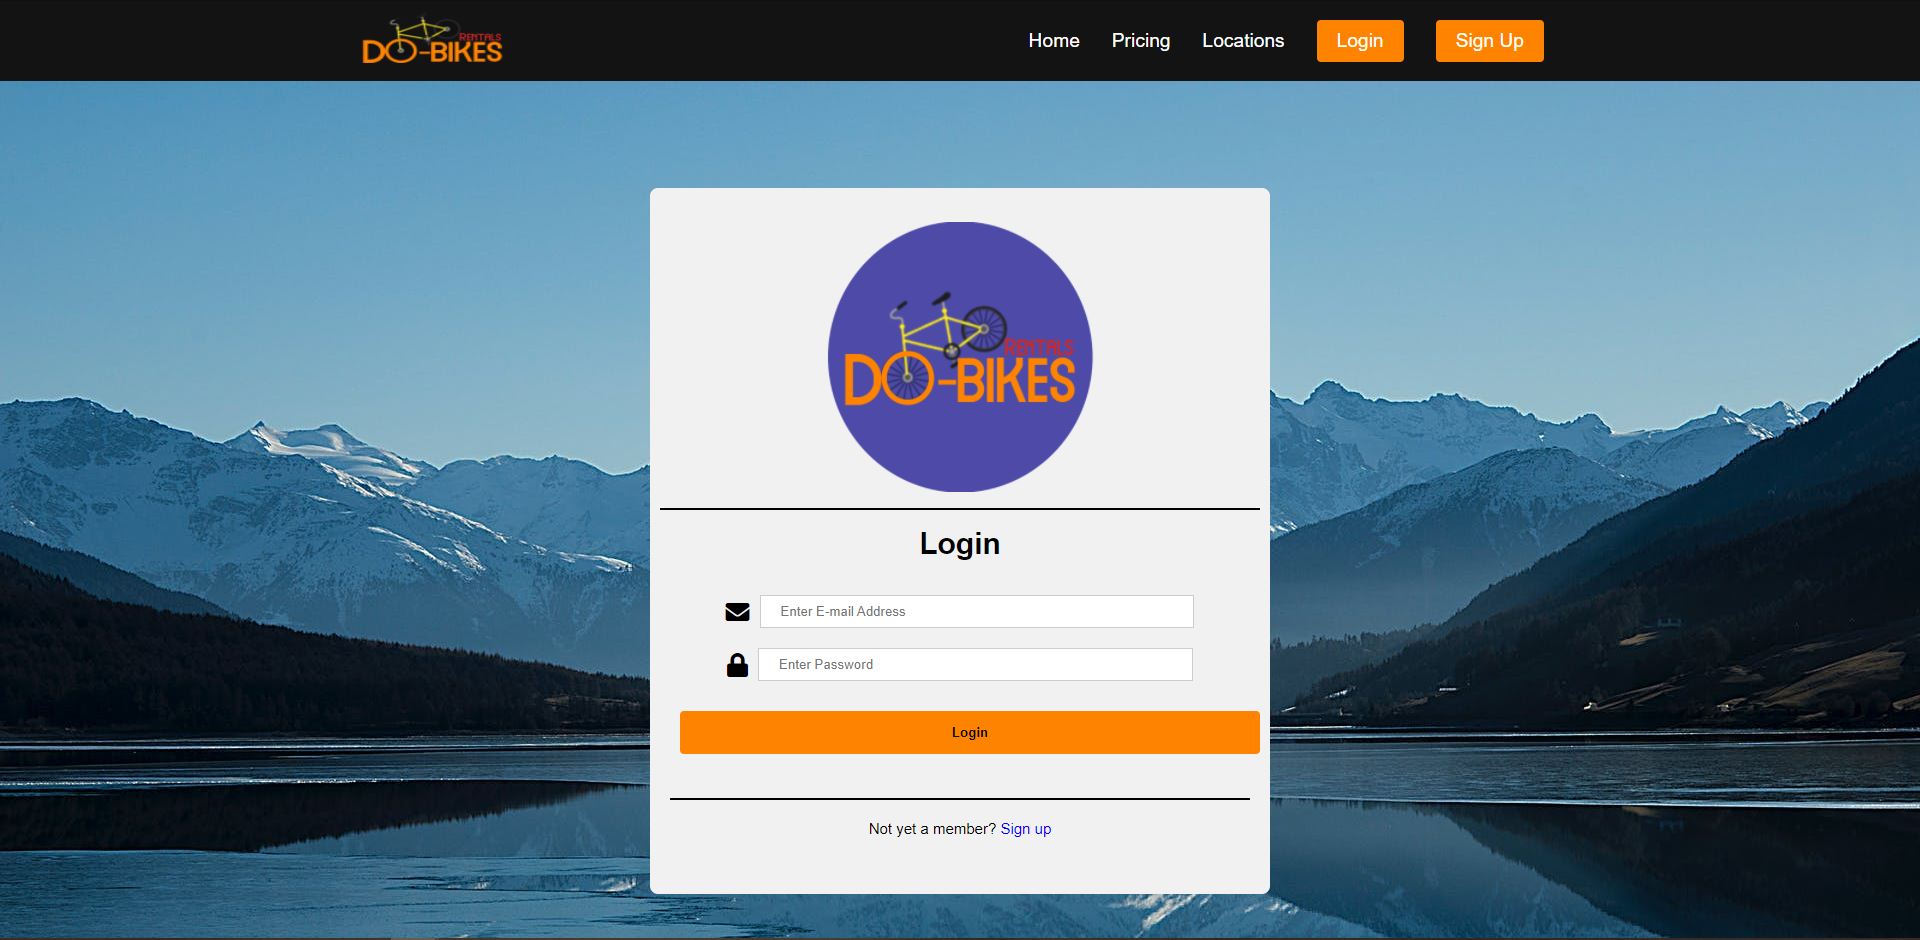 RENTALS
DO-BIKES
Home Pricing Locations Login Sign Up
RENTALS
DO-BIKES
Login
Enter E-mail Address
Enter Password
Login
Not yet a member? Sign up